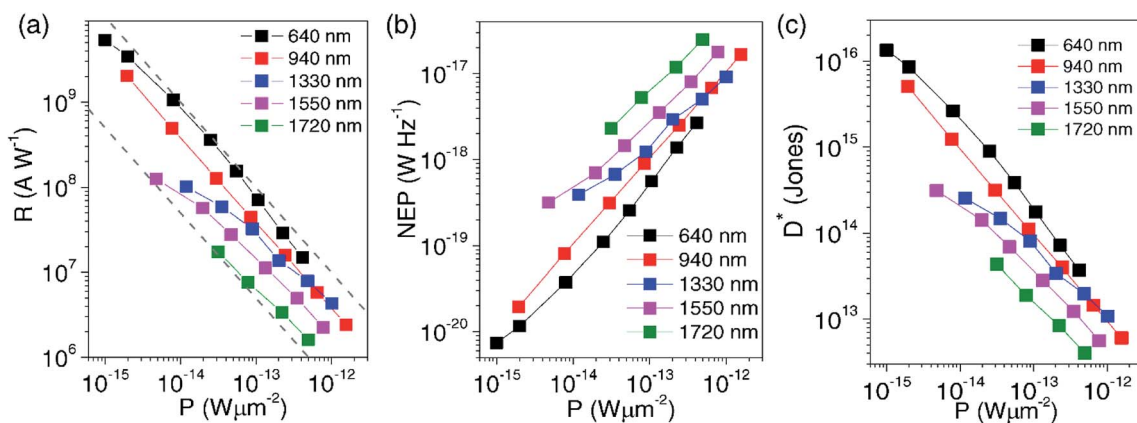 (a)
640 nm
940 nm
1330 nm
1550 nm
1720 nm
10⁹
10⁸
10⁷
10⁶
R (A W⁻¹)
10⁻¹⁵ 10⁻¹⁴ 10⁻¹³ 10⁻¹²
P (Wμm⁻²)
(b)
10⁻¹⁷
10⁻¹⁸
10⁻¹⁹
10⁻²⁰
NEP (W Hz⁻¹)
640 nm
940 nm
1330 nm
1550 nm
1720 nm
10⁻¹⁵ 10⁻¹⁴ 10⁻¹³ 10⁻¹²
P (Wμm⁻²)
(c)
640 nm
940 nm
1330 nm
1550 nm
1720 nm
10¹⁶
10¹⁵
10¹⁴
10¹³
D* (Jones)
10⁻¹⁵ 10⁻¹⁴ 10⁻¹³ 10⁻¹²
P (Wμm⁻²)